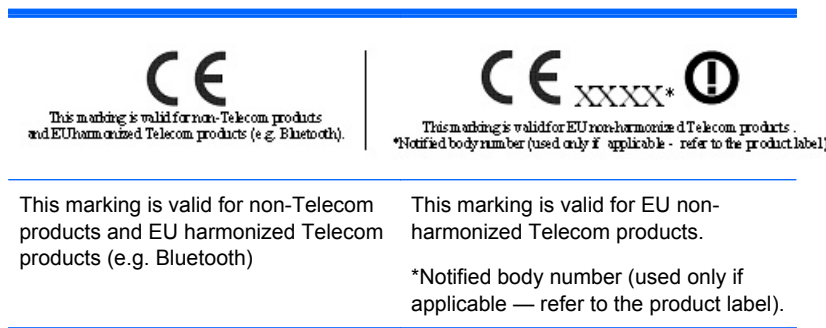 CE
This marking is valid for non-Telecom products
and EU harmonized Telecom products (e.g. Bluetooth).
CE XXXX*
This marking is valid for EU non-harmonized Telecom products .
*Notified body number (used only if applicable - refer to the product label)
This marking is valid for non-Telecom
products and EU harmonized Telecom
products (e.g. Bluetooth)
This marking is valid for EU non-
harmonized Telecom products.
*Notified body number (used only if
applicable — refer to the product label).